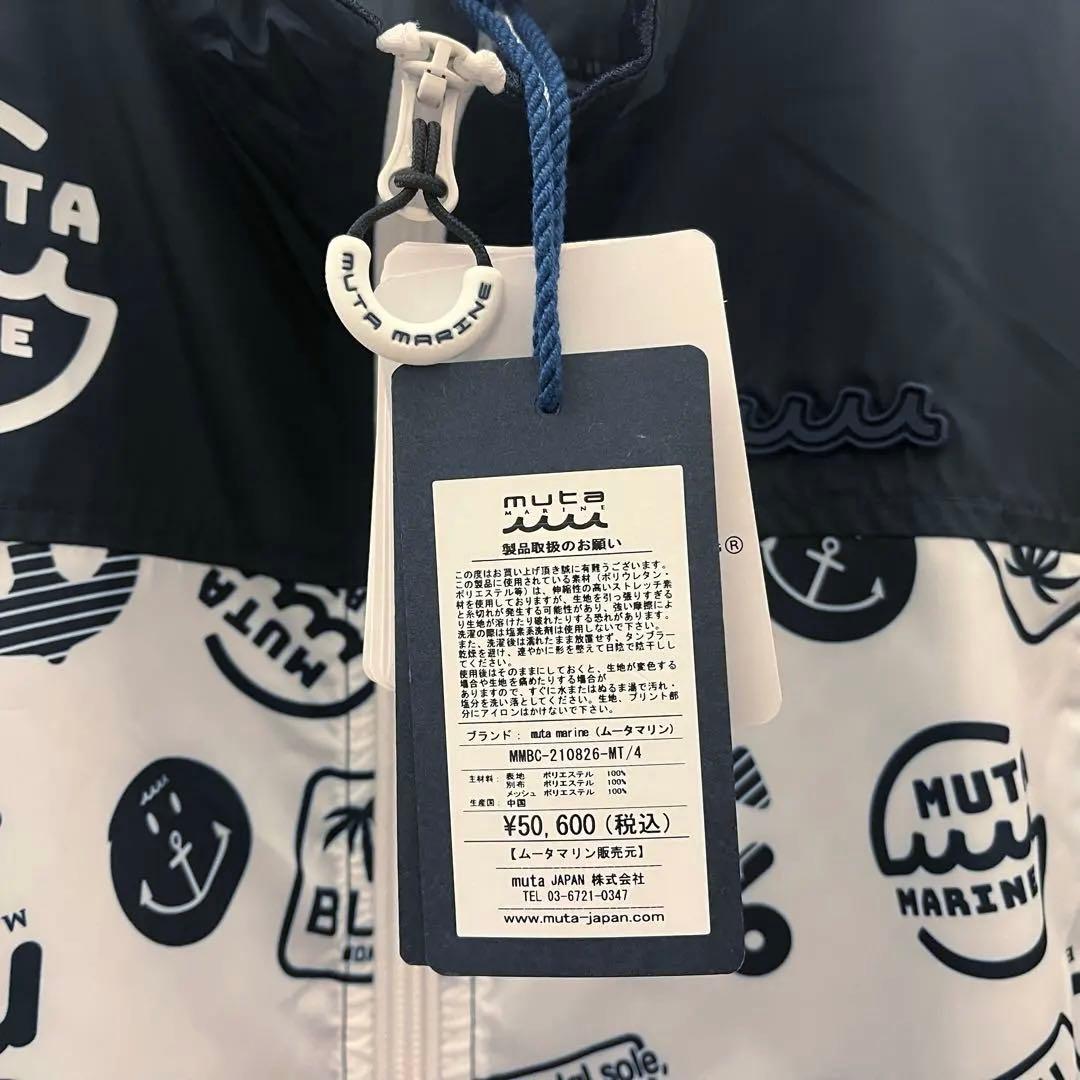 UTA
E
MUTA MARINE
®
muta
MARINE
製品取扱のお願い
この度はお買い上げ頂き誠に有難うございます。
この製品に使用されている素材（ポリウレタン・
ポリエステル等）は、伸縮性の高いストレッチ素
材を使用しておりますが、生地を引っ張りすぎる
と糸切れが発生する可能性があり、強い摩擦によ
り生地が溶けたり破れたりする恐れがあります。
洗濯の際は塩素系洗剤は使用しないで下さい。
また、洗濯後は濡れたまま放置せず、タンブラー
乾燥を避け、速やかに形を整えて日陰で陰干しし
てください。
使用後はそのままにしておくと、生地が変色する
場合や生地を痛めたりする場合が
ありますので、すぐに水またはぬるま湯で汚れ・
塩分を洗い落としてください。生地、プリント部
分にアイロンはかけないで下さい。
ブランド： muta marine（ムータマリン）
MMBC-210826-MT/4
主材料： 表地 ポリエステル 100%
別布 ポリエステル 100%
メッシュ ポリエステル 100%
生産国： 中国
¥50,600（税込）
【ムータマリン販売元】
muta JAPAN 株式会社
TEL 03-6721-0347
www.muta-japan.com
MUTA
MUTA
MARINE
BL
M
sole,